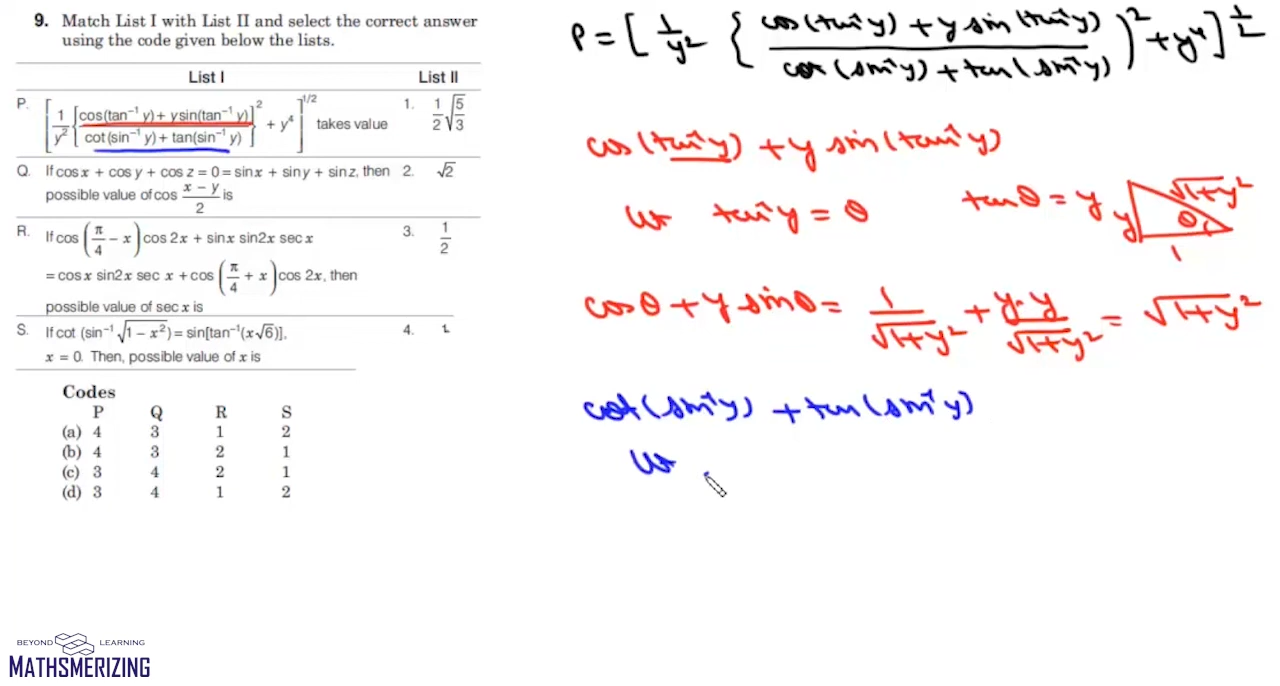 9. Match List I with List II and select the correct answer
using the code given below the lists.
List I List II
P. [1/y² {(cos(tan⁻¹ y) + y sin(tan⁻¹ y))/(cot(sin⁻¹ y) + tan(sin⁻¹ y)}² + y⁴]^1/2 takes value 1. 1/2 √(5/3)
Q. If cos x + cos y + cos z = 0 = sin x + sin y + sin z, then 2. √2
possible value of cos (x – y)/2 is
R. If cos (π/4 – x) cos 2x + sin x sin 2x sec x 3. 1/2
= cos x sin 2x sec x + cos (π/4 + x) cos 2x, then
possible value of sec x is
S. If cot (sin⁻¹ √(1 – x²)) = sin[tan⁻¹(x√6)], 4. 1
x = 0. Then, possible value of x is
Codes
P Q R S
(a) 4 3 1 2
(b) 4 3 2 1
(c) 3 4 2 1
(d) 3 4 1 2
P = [1/y² {(cos(tan⁻¹y) + y sin(tan⁻¹y))/(cot(sin⁻¹y) + tan(sin⁻¹y))² + y⁴]^1/2
cos(tan⁻¹y) + y sin(tan⁻¹y)
let tan⁻¹y = θ tanθ = y y √1+y² θ 1
cosθ + y sinθ = 1/√1+y² + y·y/√1+y² = √1+y²
cot(sin⁻¹y) + tan(sin⁻¹y)
let
BEYOND LEARNING
MATHSMERIZING